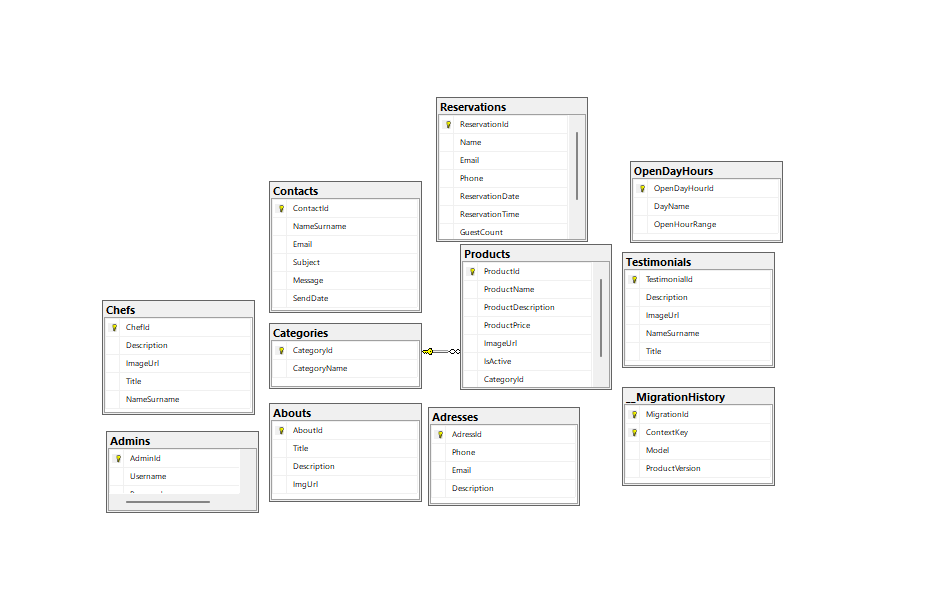 Reservations
ReservationId
Name
Email
Phone
ReservationDate
ReservationTime
GuestCount
OpenDayHours
OpenDayHourId
DayName
OpenHourRange
Contacts
ContactId
NameSurname
Email
Subject
Message
SendDate
Products
ProductId
ProductName
ProductDescription
ProductPrice
ImageUrl
IsActive
CategoryId
Testimonials
TestimonialId
Description
ImageUrl
NameSurname
Title
Chefs
ChefId
Description
ImageUrl
Title
NameSurname
Categories
CategoryId
CategoryName
__MigrationHistory
MigrationId
ContextKey
Model
ProductVersion
Abouts
AboutId
Title
Description
ImgUrl
Adresses
AdressId
Phone
Email
Description
Admins
AdminId
Username